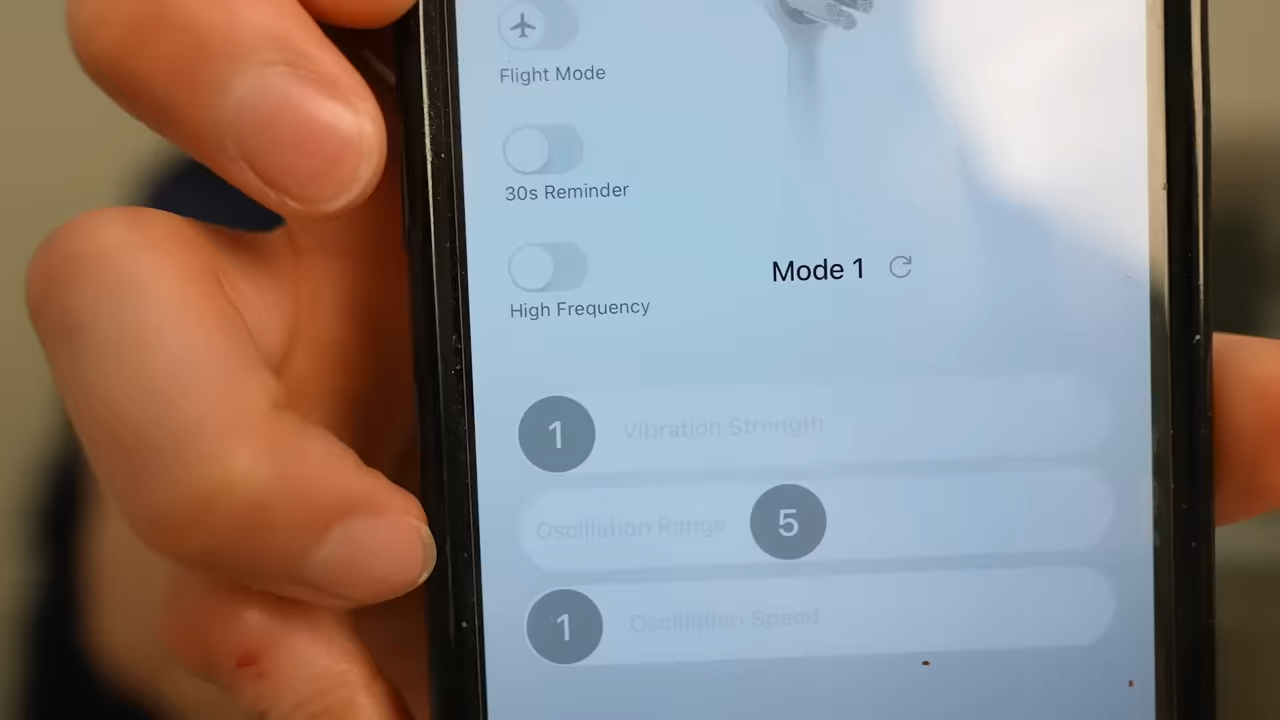 Flight Mode
30s Reminder
High Frequency
Mode 1
1 Vibration Strength
Oscillation Range 5
1 Oscillation Speed